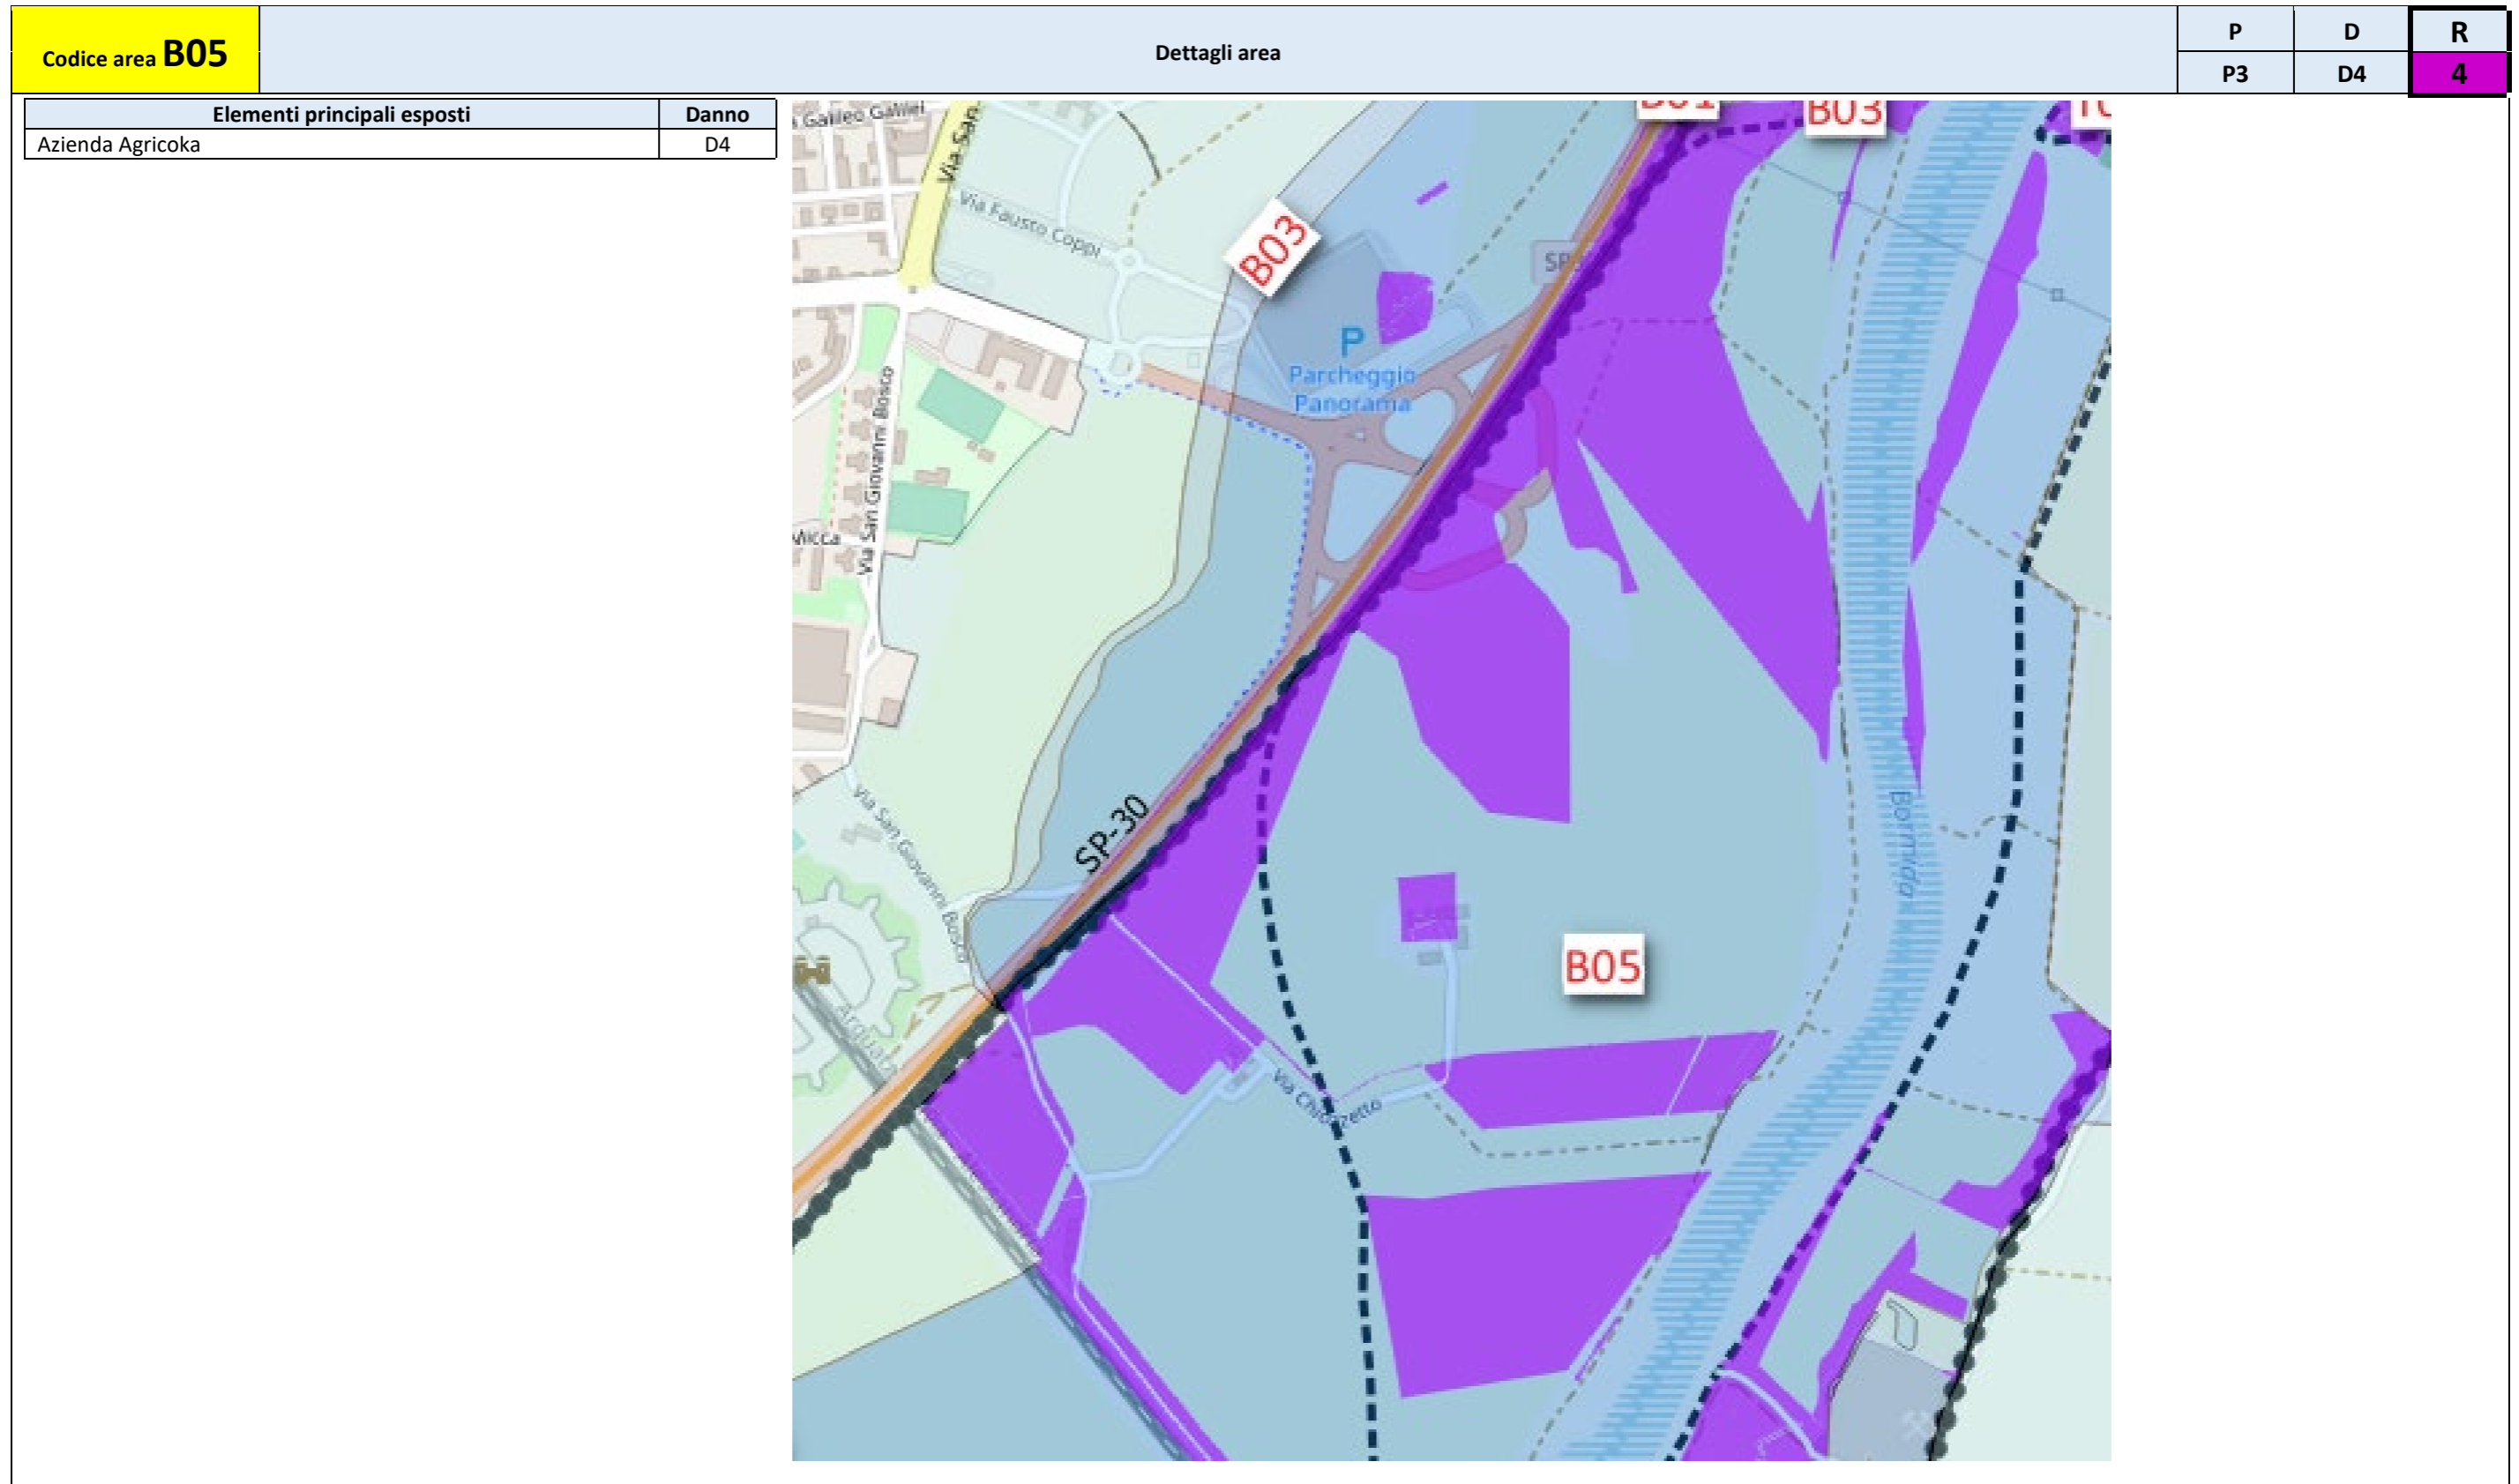 Codice area B05
Dettagli area
P
D
R
P3
D4
4
Elementi principali esposti
Danno
Azienda Agricoka
D4
Galileo Galilei
Via San
B03
Via Fausto Coppi
B03
P
Parcheggio
Panorama
Via San Giovanni Bosco
Micca
SP-30
Via San Giovanni Bosco
Bormida
B05